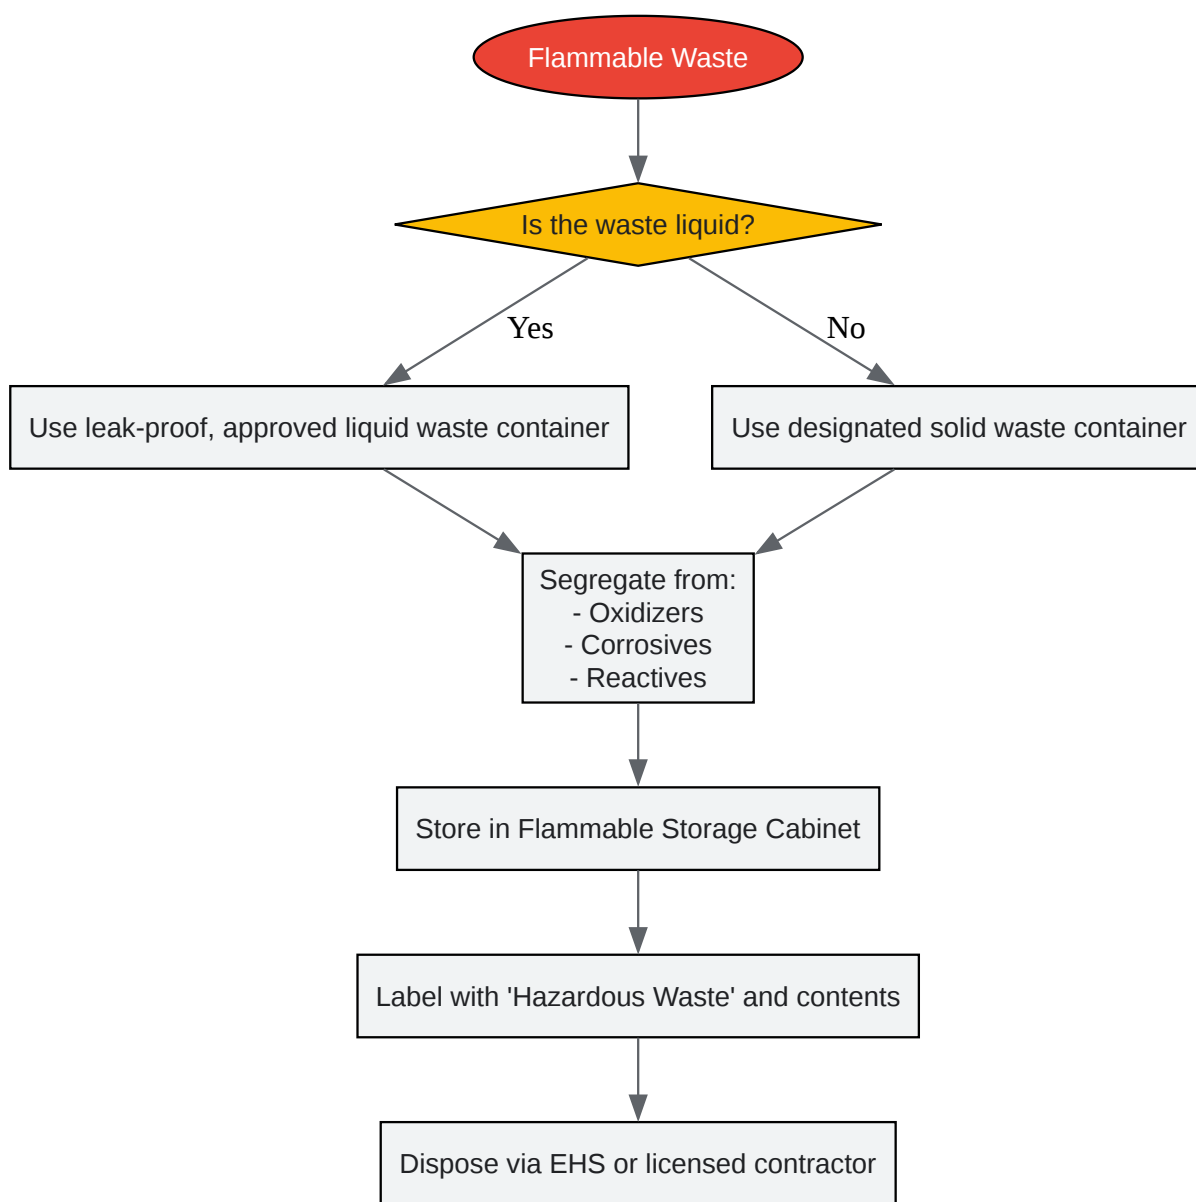 Flammable Waste
Is the waste liquid?
Yes
No
Use leak-proof, approved liquid waste container
Use designated solid waste container
Segregate from:
- Oxidizers
- Corrosives
- Reactives
Store in Flammable Storage Cabinet
Label with 'Hazardous Waste' and contents
Dispose via EHS or licensed contractor